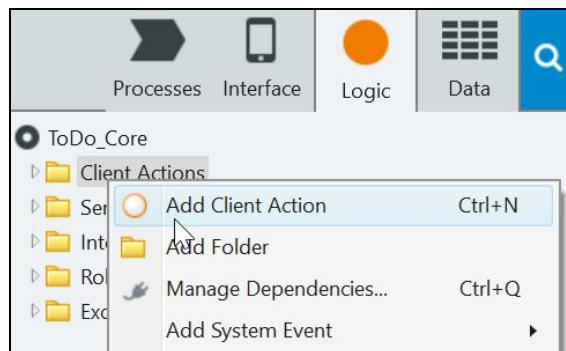 Processes Interface Logic Data
ToDo_Core
Client Actions
Ser
Add Client Action Ctrl+N
Int
Add Folder
Rol
Manage Dependencies... Ctrl+Q
Exc
Add System Event